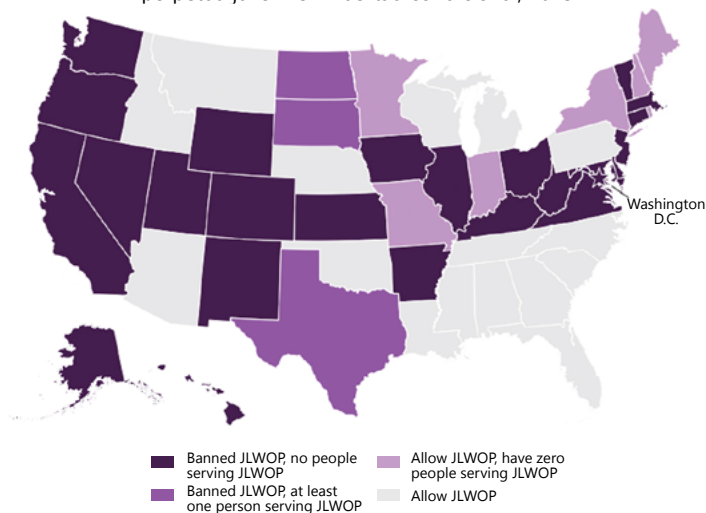 Washington
D.C.
Banned JLWOP, no people
serving JLWOP
Banned JLWOP, at least
one person serving JLWOP
Allow JLWOP, have zero
people serving JLWOP
Allow JLWOP